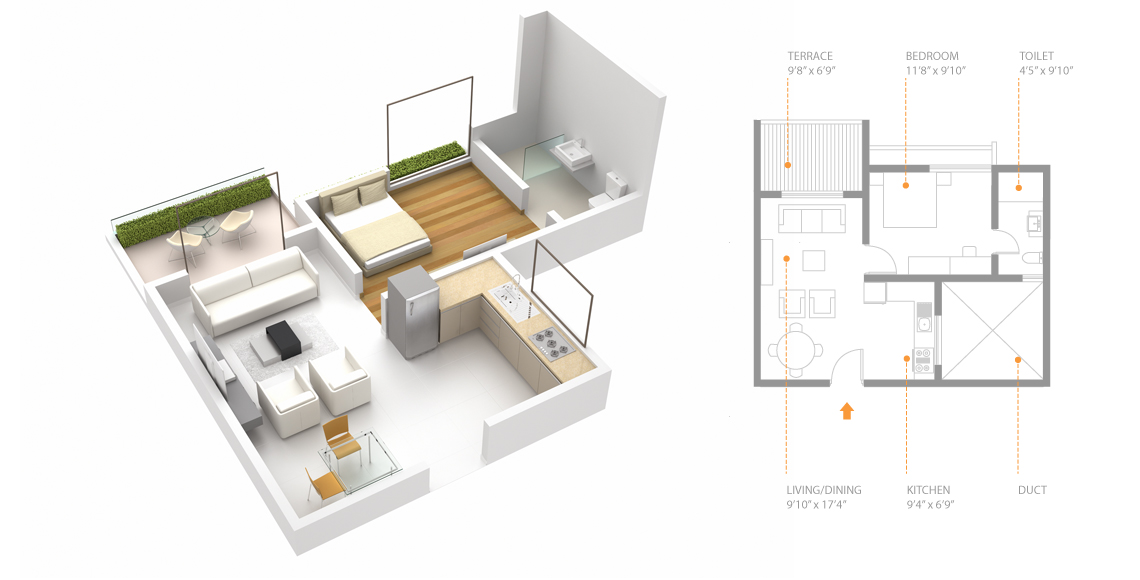 TERRACE
9'8" x 6'9"
BEDROOM
11'8" x 9'10"
TOILET
4'5" x 9'10"
LIVING/DINING
9'10" x 17'4"
KITCHEN
9'4" x 6'9"
DUCT